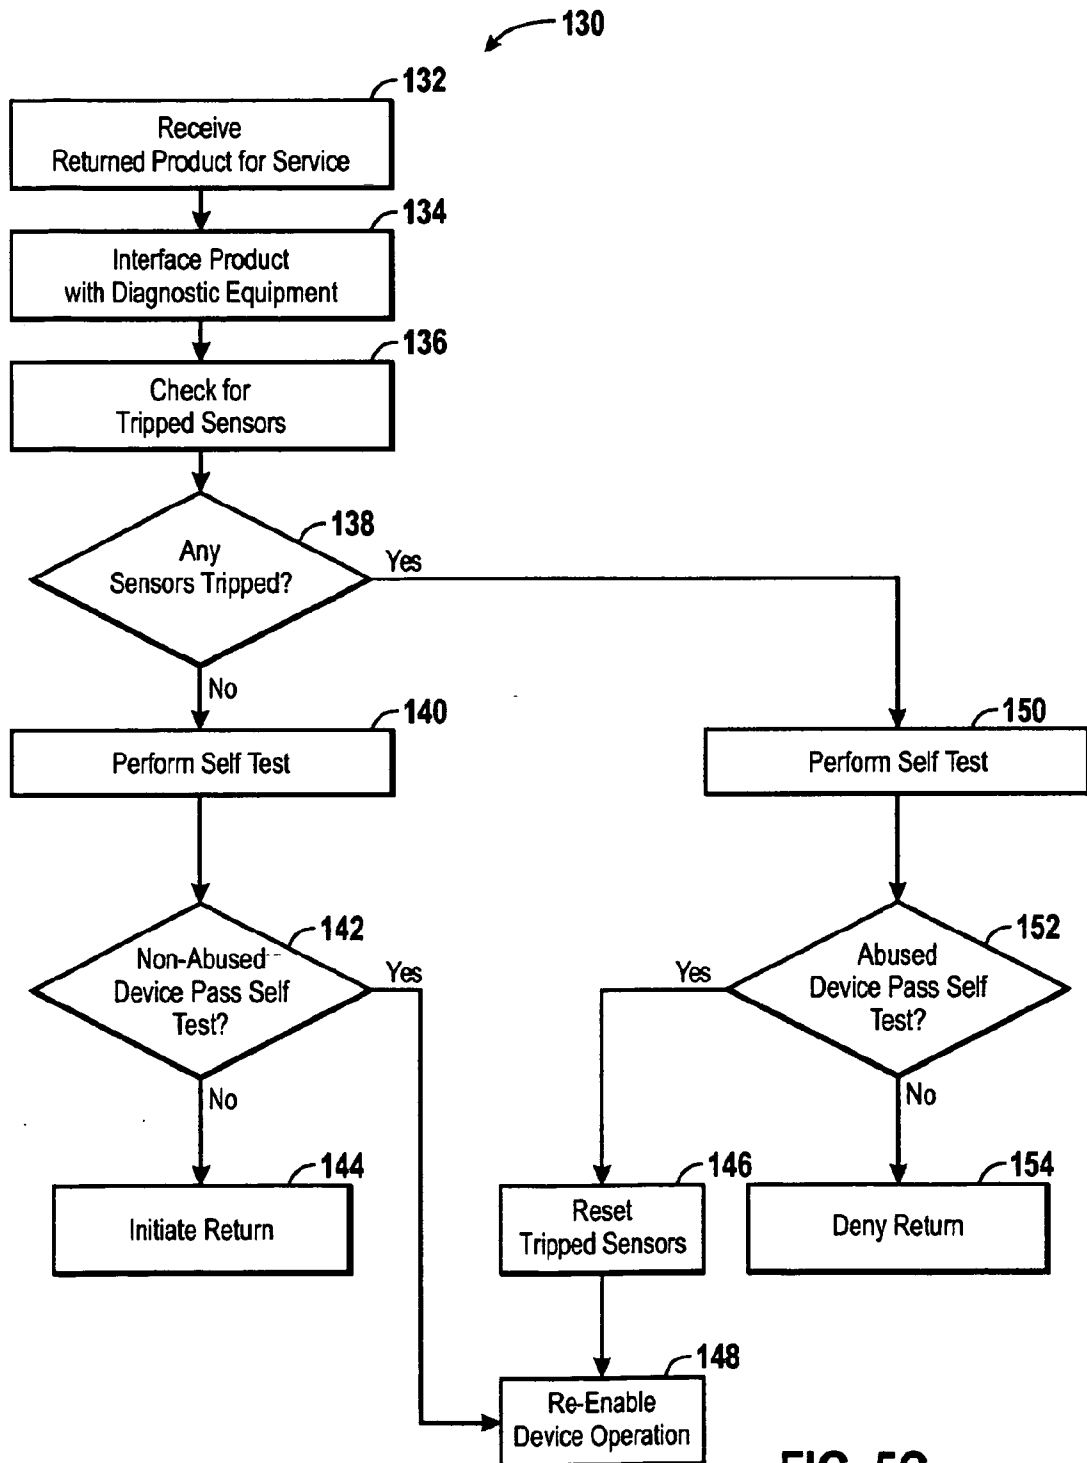 130
132
Receive
Returned Product for Service
134
Interface Product
with Diagnostic Equipment
136
Check for
Tripped Sensors
138
Any
Sensors Tripped?
Yes
No
140
Perform Self Test
150
Perform Self Test
142
Non-Abused
Device Pass Self
Test?
Yes
No
152
Abused
Device Pass Self
Test?
Yes
No
144
Initiate Return
146
Reset
Tripped Sensors
154
Deny Return
148
Re-Enable
Device Operation
FIG. 5C